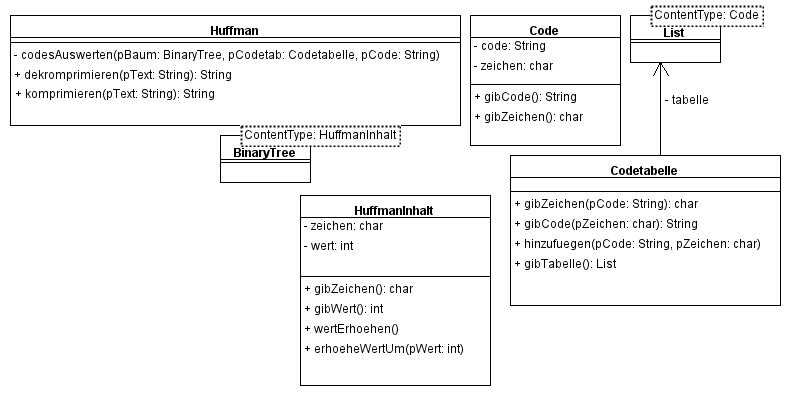 Huffman
- codesAuswerten(pBaum: BinaryTree, pCodetab: Codetabelle, pCode: String)
+ dekromprimieren(pText: String): String
+ kromprimieren(pText: String): String
Code
- code: String
- zeichen: char
+ gibCode(): String
+ gibZeichen(): char
ContentType: Code
List
- tabelle
ContentType: HuffmanInhalt
BinaryTree
Codetabelle
+ gibZeichen(pCode: String): char
+ gibCode(pZeichen: char): String
+ hinzufuegen(pCode: String, pZeichen: char)
+ gibTabelle(): List
HuffmanInhalt
- zeichen: char
- wert: int
+ gibZeichen(): char
+ gibWert(): int
+ wertErhoehen()
+ erhoeheWertUm(pWert: int)